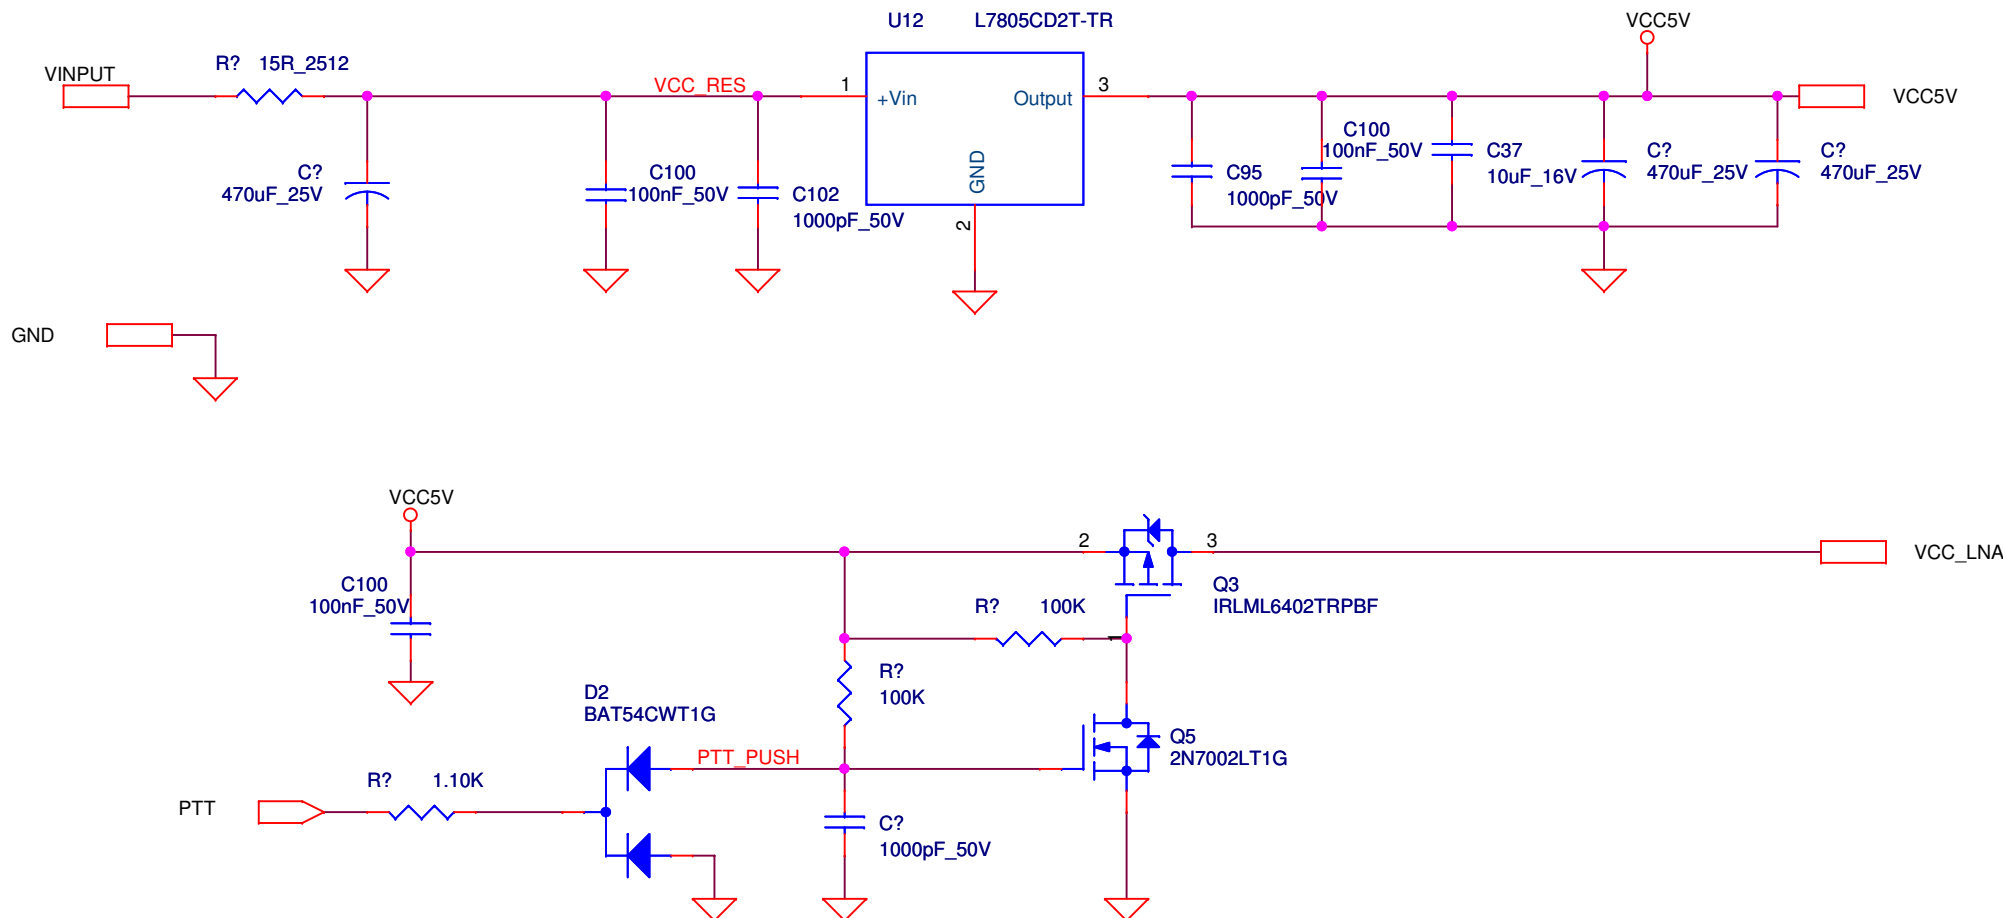 U12 L7805CD2T-TR
VCC5V
R? 15R_2512
VINPUT
VCC_RES
1
+Vin
Output
3
VCC5V
GND
2
C?
470uF_25V
C100
100nF_50V
C102
1000pF_50V
C95
1000pF_50V
C100
100nF_50V
C37
10uF_16V
C?
470uF_25V
C?
470uF_25V
GND
VCC5V
2
3
VCC_LNA
C100
100nF_50V
Q3
IRLML6402TRPBF
R? 100K
1
R?
100K
D2
BAT54CWT1G
PTT_PUSH
Q5
2N7002LT1G
R? 1.10K
PTT
C?
1000pF_50V